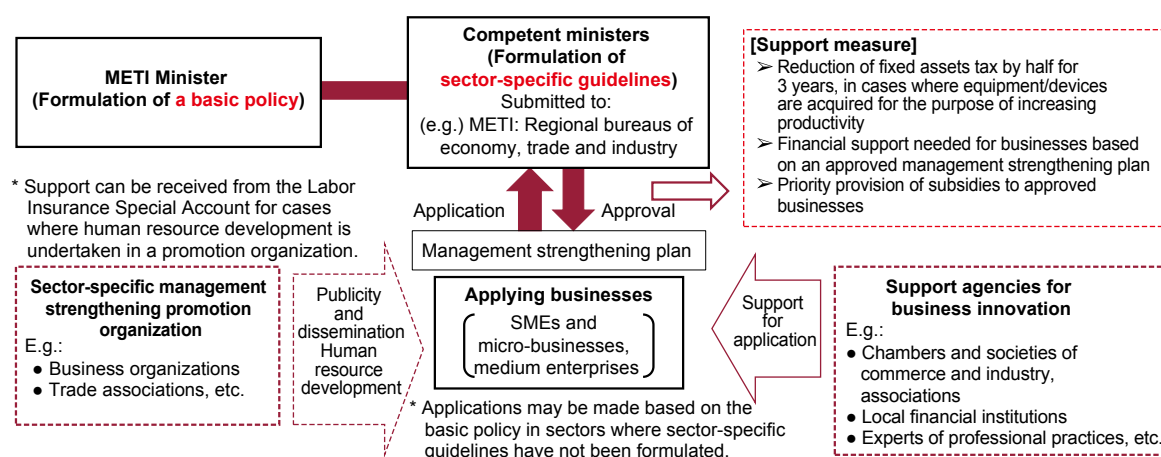 METI Minister
(Formulation of a basic policy)
Competent ministers
(Formulation of
sector-specific guidelines)
Submitted to:
(e.g.) METI: Regional bureaus of
economy, trade and industry
[Support measure]
➢ Reduction of fixed assets tax by half for
3 years, in cases where equipment/devices
are acquired for the purpose of increasing
productivity
➢ Financial support needed for businesses based
on an approved management strengthening plan
➢ Priority provision of subsidies to approved
businesses
* Support can be received from the Labor
Insurance Special Account for cases
where human resource development is
undertaken in a promotion organization.
Application
Approval
Management strengthening plan
Sector-specific management
strengthening promotion
organization
E.g.:
● Business organizations
● Trade associations, etc.
Publicity
and
dissemination
Human
resource
development
Applying businesses
SMEs and
micro-businesses,
medium enterprises
* Applications may be made based on the
basic policy in sectors where sector-specific
guidelines have not been formulated.
Support
for
application
Support agencies for
business innovation
E.g.:
● Chambers and societies of
commerce and industry,
associations
● Local financial institutions
● Experts of professional practices, etc.